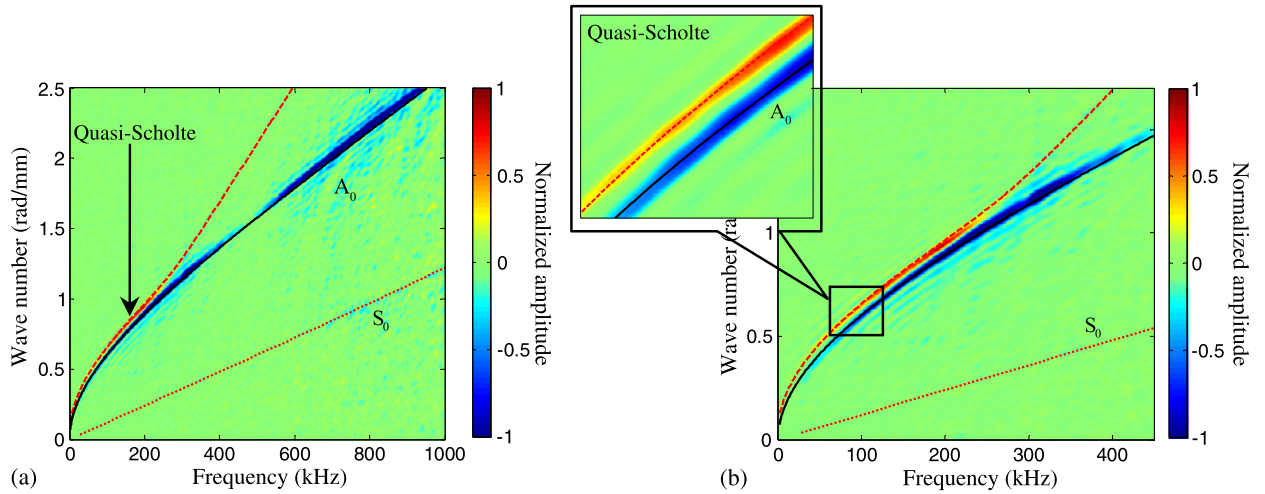 Quasi-Scholte
A0
2.5
2
1.5
1
0.5
0
Wave number (rad/mm)
Quasi-Scholte
A0
S0
0
200
400
600
800
1000
Frequency (kHz)
(a)
1
0.5
0
-0.5
-1
Normalized amplitude
1
0.5
0
Wave number (ra
S0
0
100
200
300
400
Frequency (kHz)
(b)
1
0.5
0
-0.5
-1
Normalized amplitude